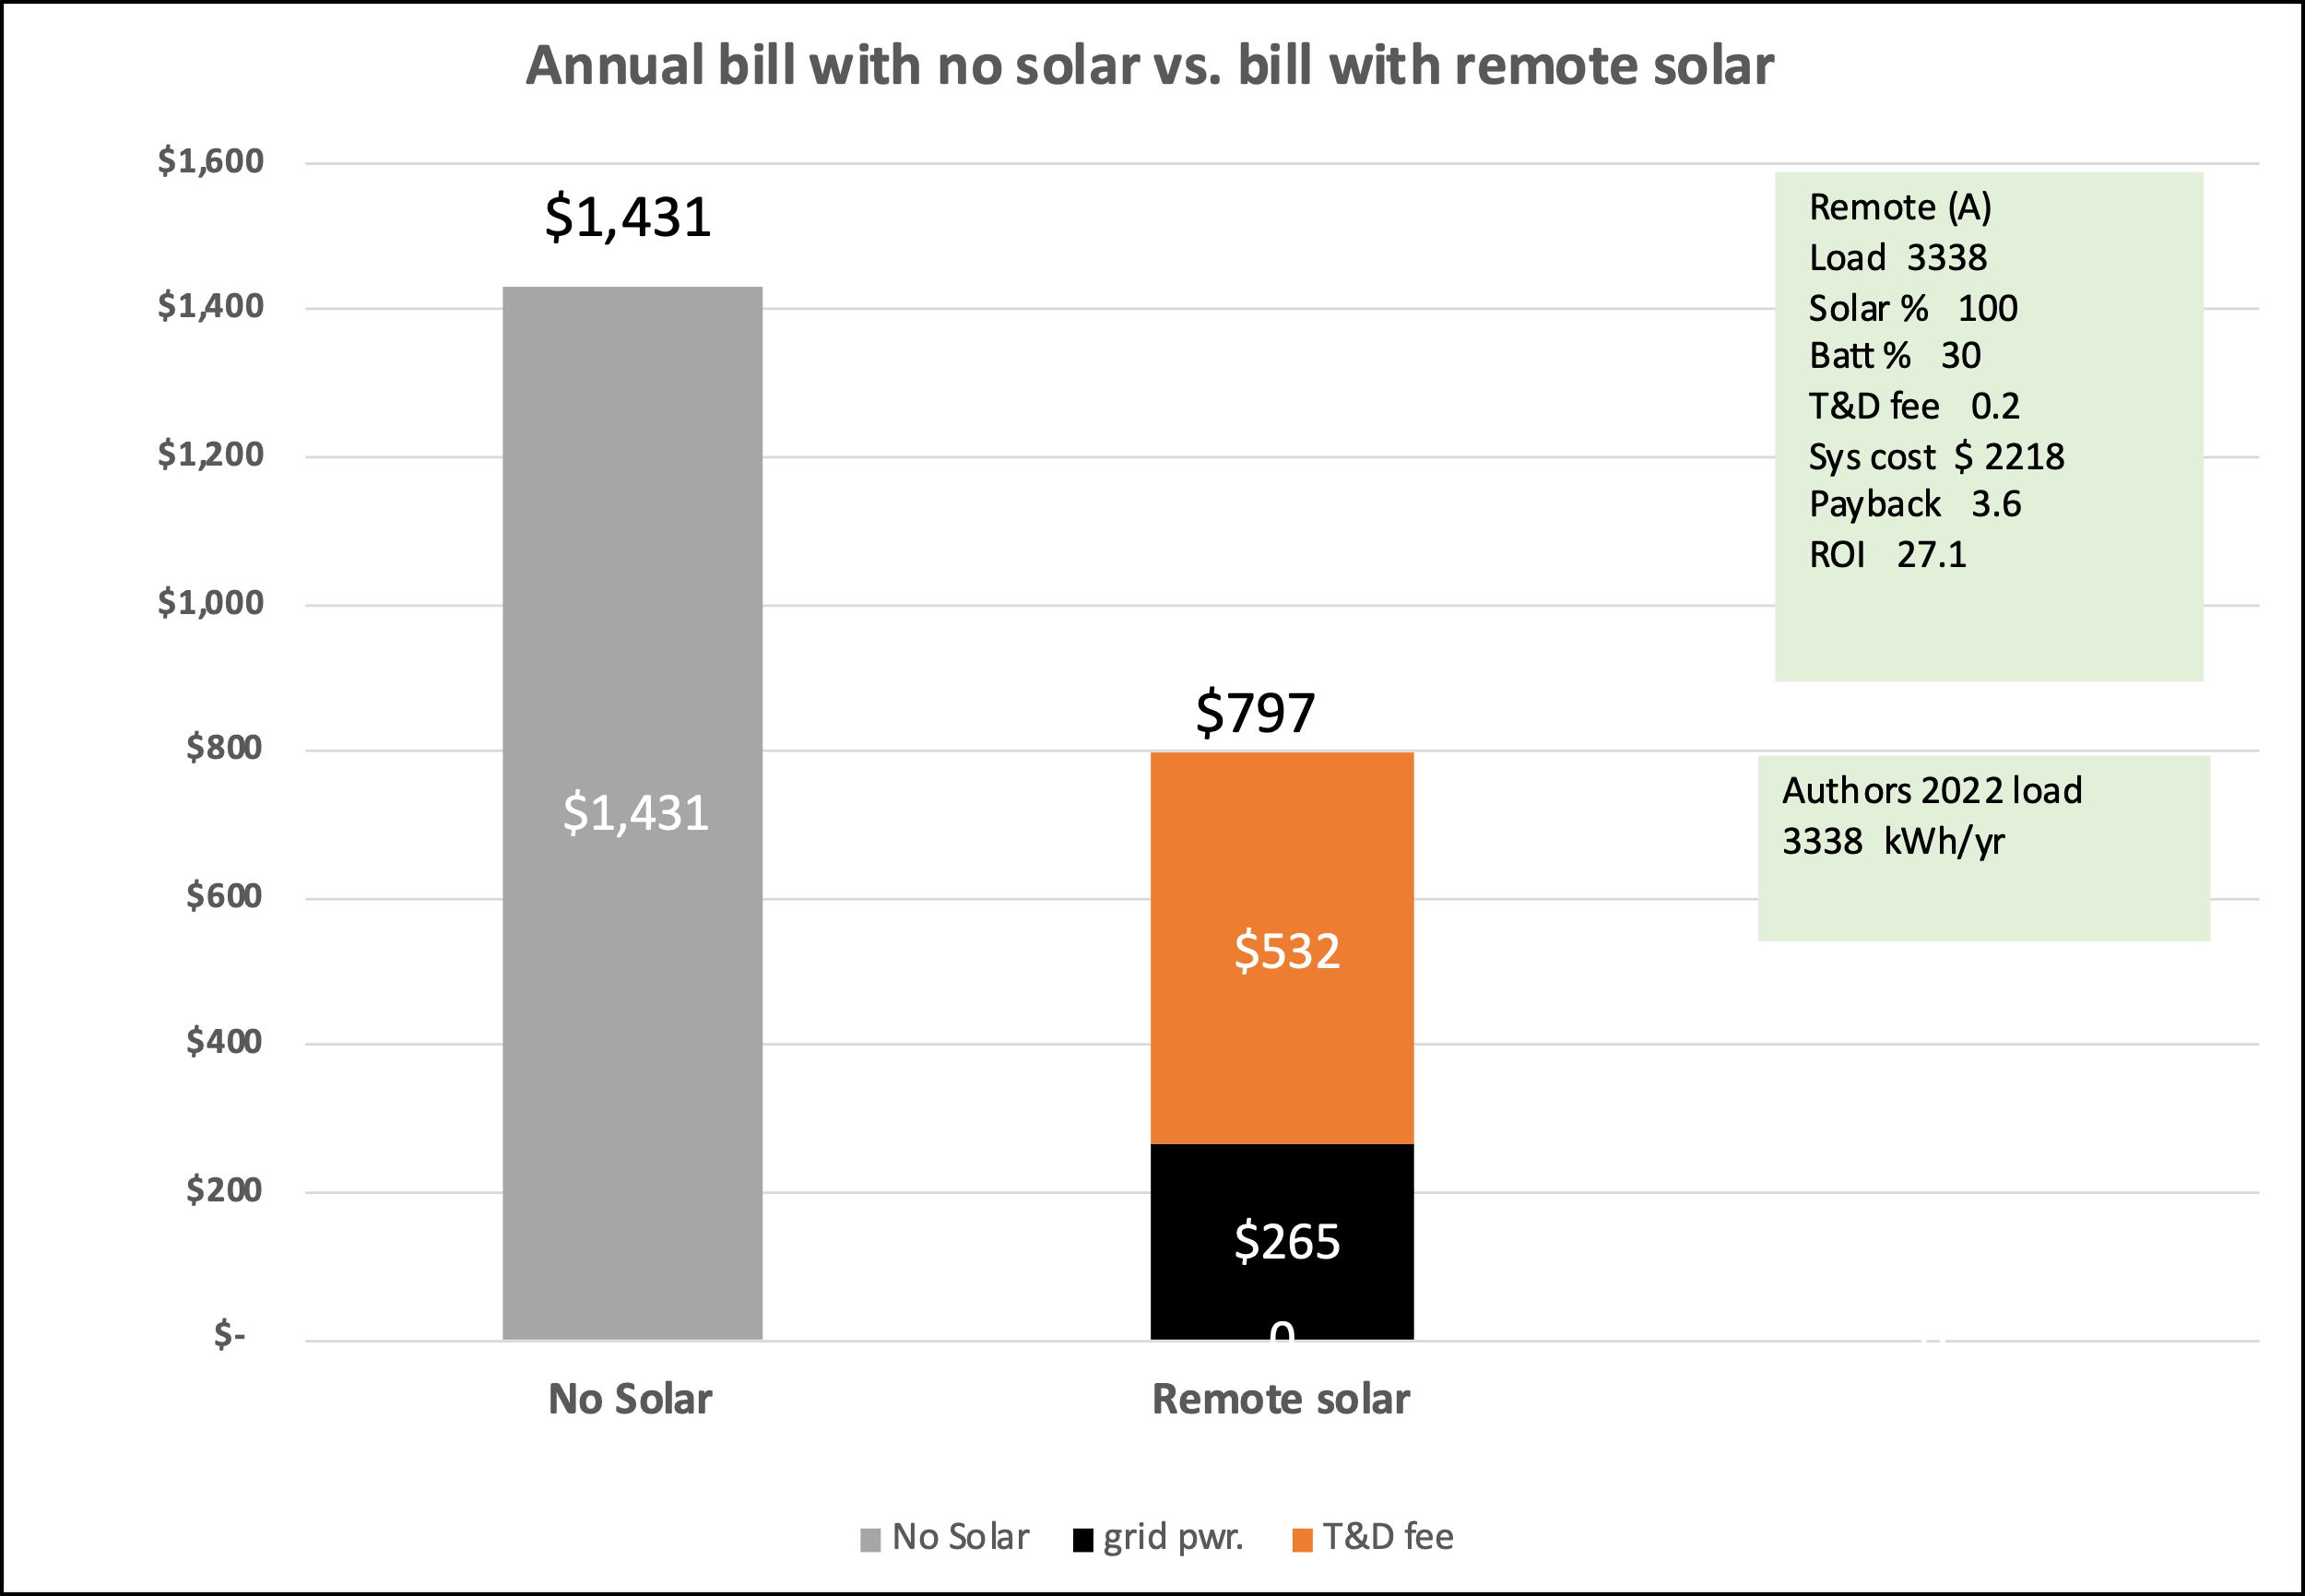 Annual bill with no solar vs. bill with remote solar
$1,600
$1,400
$1,200
$1,000
$800
$600
$400
$200
$-
$1,431
$1,431
$797
$532
$265
0
No Solar
Remote solar
Remote (A)
Load 3338
Solar % 100
Batt % 30
T&D fee 0.2
Sys cost $ 2218
Payback 3.6
ROI 27.1
Authors 2022 load
3338 kWh/yr
No Solar
grid pwr.
T&D fee